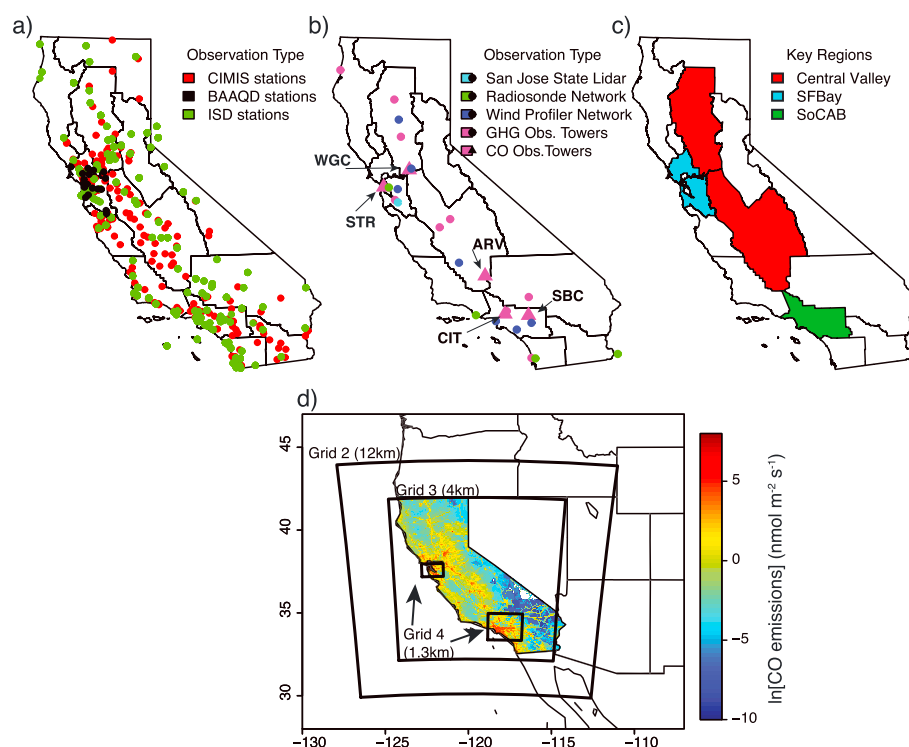 a)
Observation Type
CIMIS stations
BAAQD stations
ISD stations
b)
Observation Type
San Jose State Lidar
Radiosonde Network
Wind Profiler Network
GHG Obs. Towers
CO Obs.Towers
WGC
STR
ARV
SBC
CIT
c)
Key Regions
Central Valley
SFBay
SoCAB
d)
Grid 2 (12km)
Grid 3 (4km)
Grid 4
(1.3km)
45
40
35
30
−130
−125
−120
−115
−110
5
0
−5
−10
ln[CO emissions] (nmol m⁻² s⁻¹)